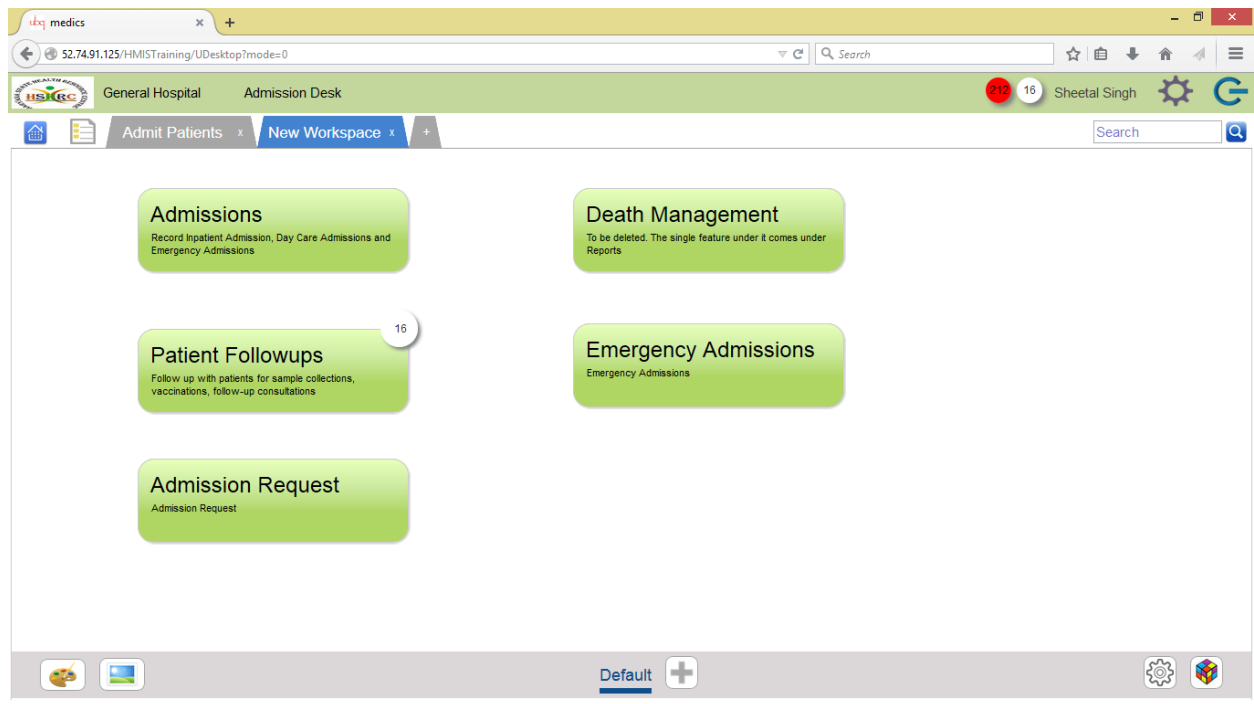 ubq medics
52.74.91.125/HMISTraining/UDesktop?mode=0
Search
HSHRC
General Hospital
Admission Desk
212
16
Sheetal Singh
Admit Patients x
New Workspace x
+
Search
Admissions
Record Inpatient Admission, Day Care Admissions and
Emergency Admissions
Death Management
To be deleted. The single feature under it comes under
Reports
16
Patient Followups
Follow up with patients for sample collections,
vaccinations, follow-up consultations
Emergency Admissions
Emergency Admissions
Admission Request
Admission Request
Default